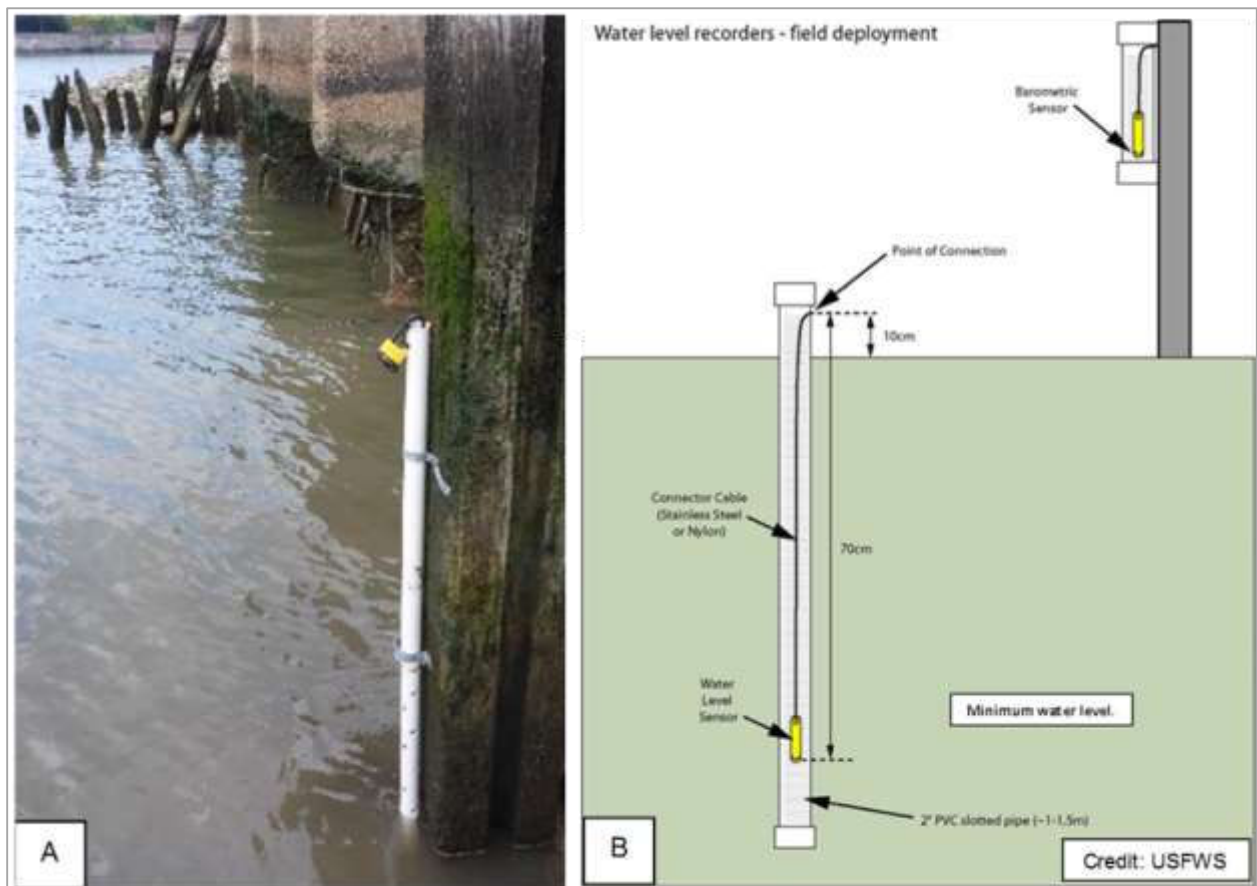 A
Water level recorders - field deployment
Barometric
Sensor
Point of Connection
10cm
Connector Cable
(Stainless Steel
or Nylon)
70cm
Water
Level
Sensor
Minimum water level.
2" PVC slotted pipe (~1-1.5m)
B
Credit: USFWS